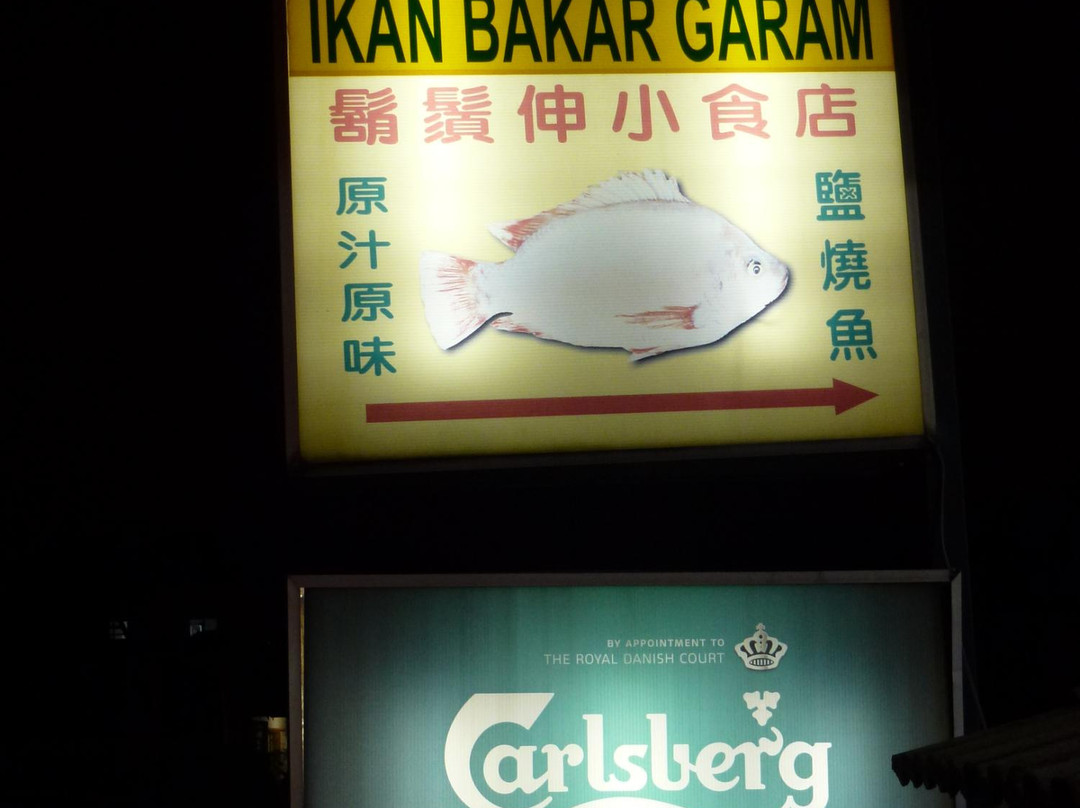 IKAN BAKAR GARAM
鬍鬚伸小食店
原汁原味
鹽燒魚
BY APPOINTMENT TO
THE ROYAL DANISH COURT
Carlsberg